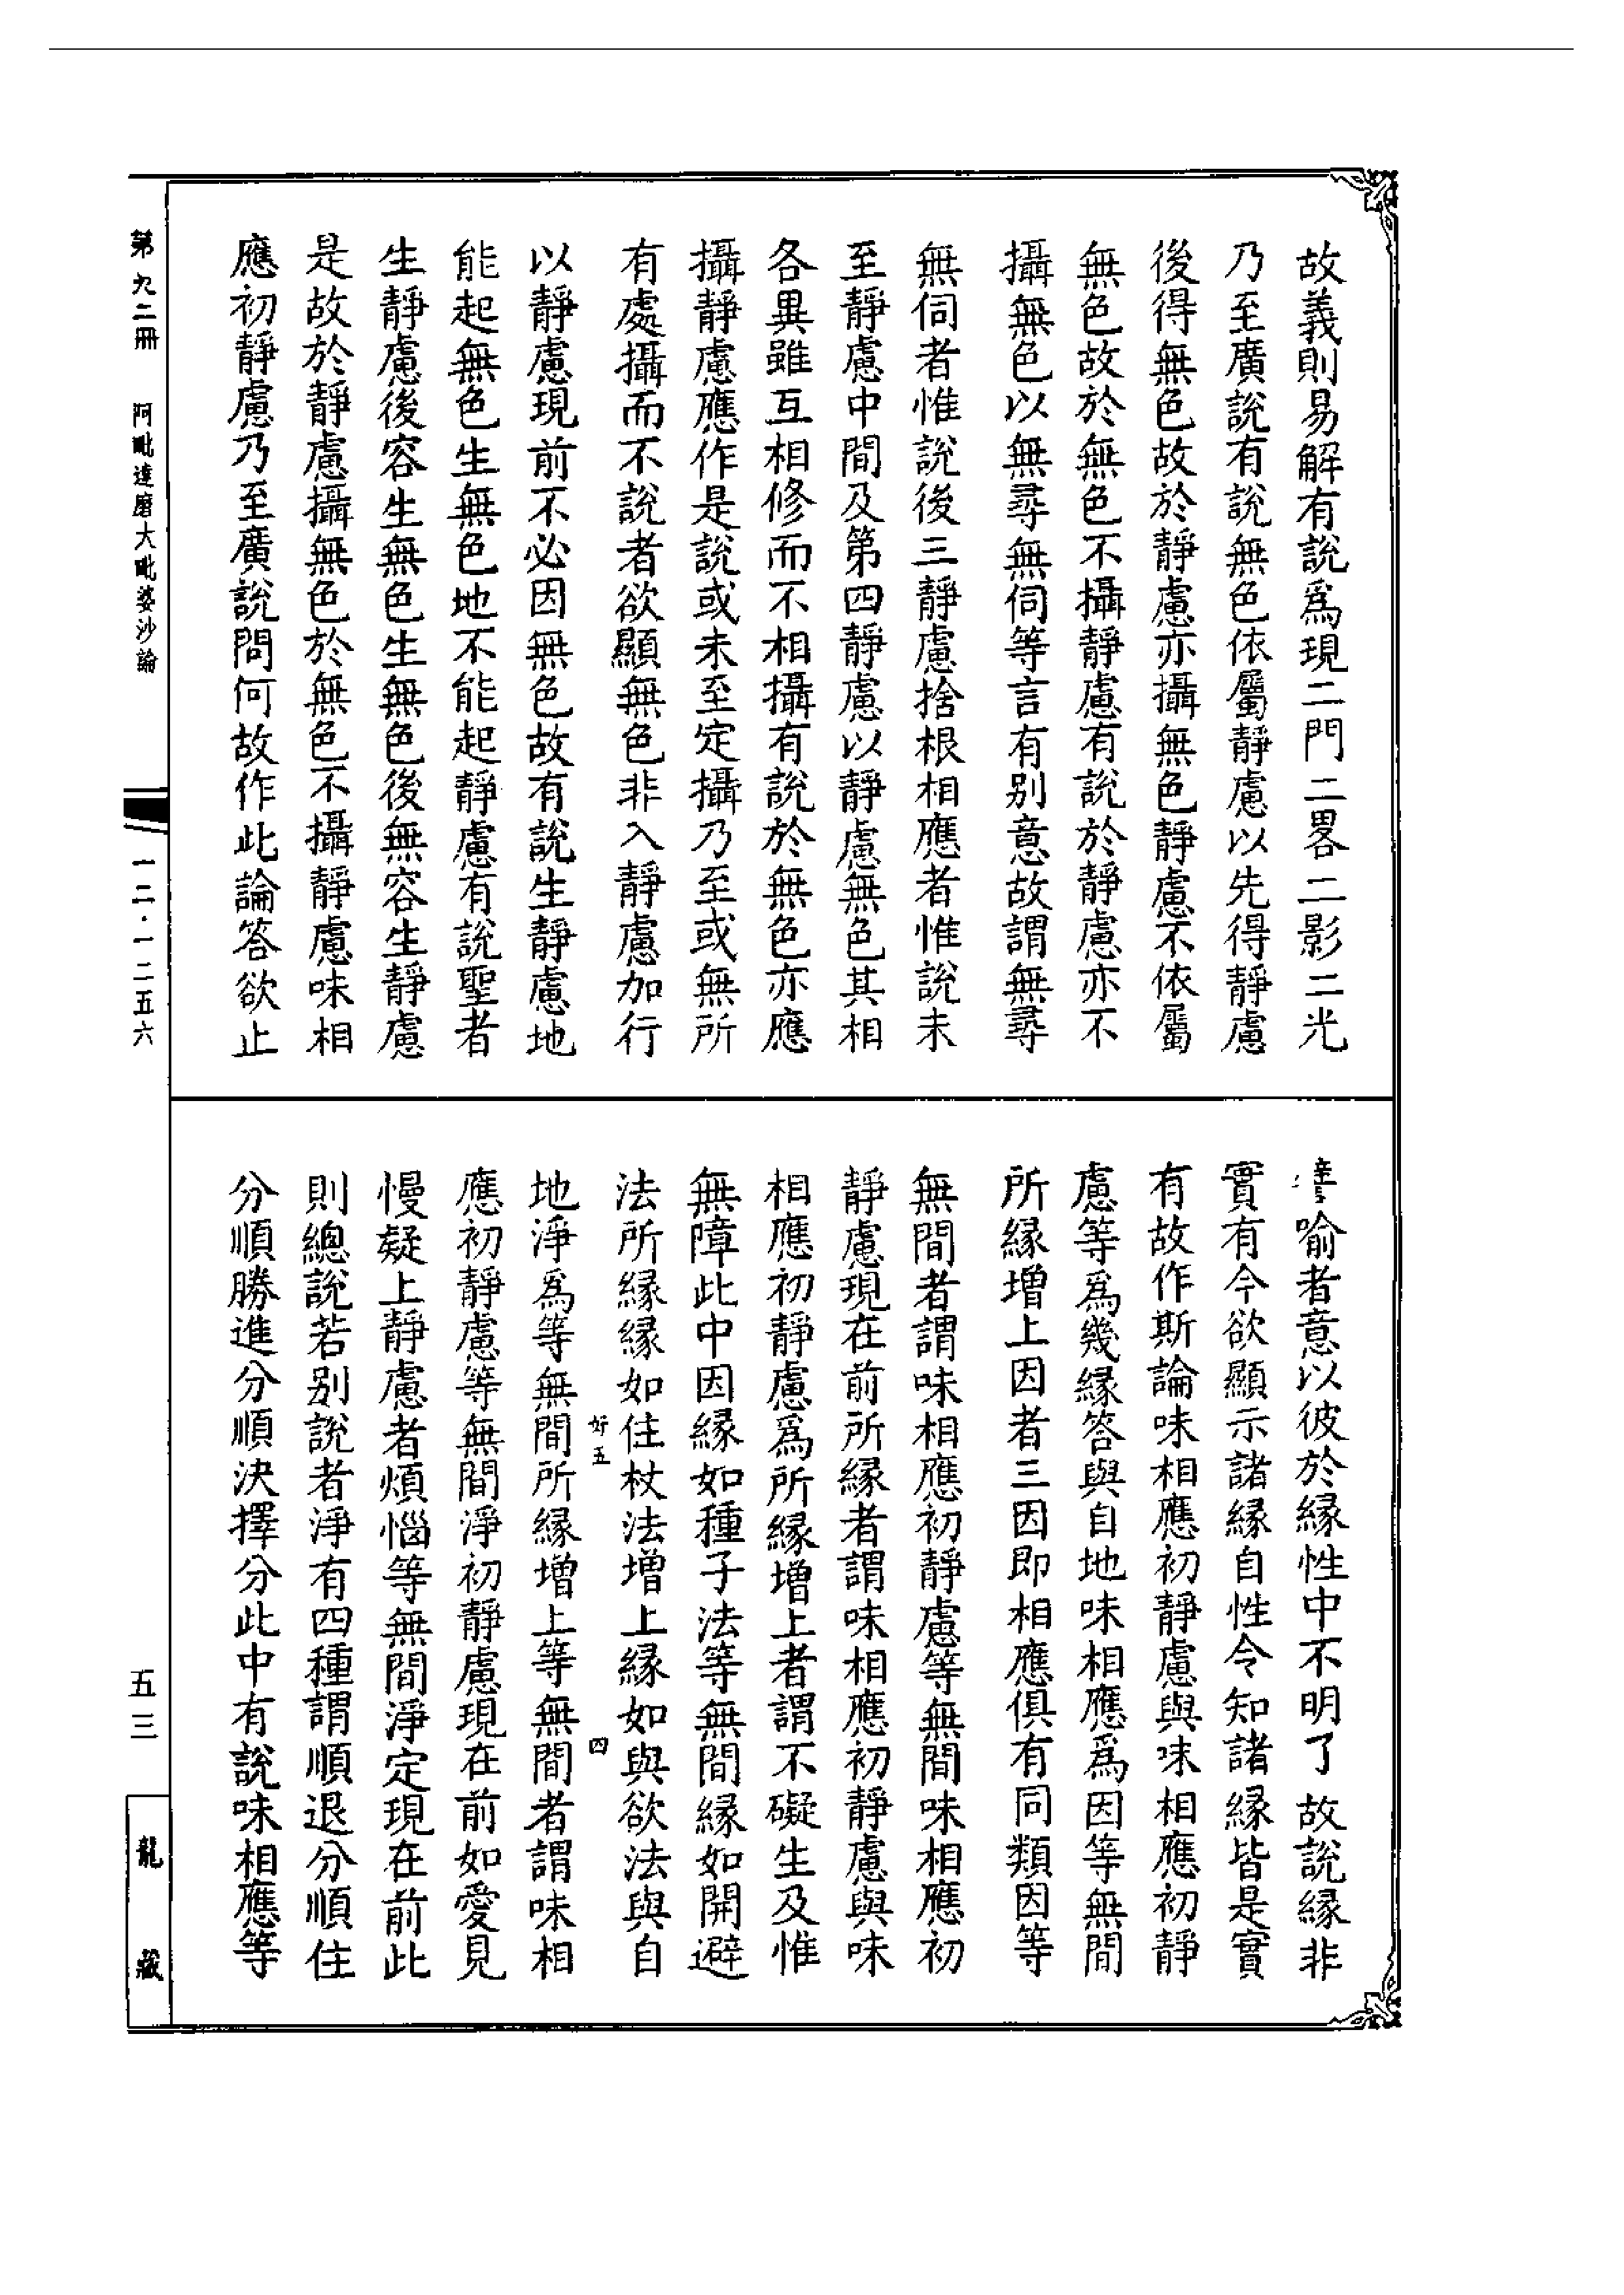 故義則易解有說爲現二門二畧二影二光
乃至廣說有說無色依屬靜慮以先得靜慮
後得無色故於靜慮亦攝無色靜慮不依屬
無色故於無色不攝靜慮有說於靜慮亦不
攝無色以無尋無伺等言有別意故謂無尋
無伺者惟說後三靜慮捨根相應者惟說未
至靜慮中間及第四靜慮以靜慮無色其相
各異雖互相修而不相攝有說於無色亦應
攝靜慮應作是說或未至定攝乃至或無所
有處攝而不說者欲顯無色非入靜慮加行
以靜慮現前不必因無色故有說生靜慮地
能起無色生無色地不能起靜慮有說聖者
生靜慮後容生無色生無色後無容生靜慮
是故於靜慮攝無色於無色不攝靜慮味相
應初靜慮乃至廣說問何故作此論答欲止
譬喻者意以彼於緣性中不明了故說緣非
實有今欲顯示諸緣自性令知諸緣皆是實
有故作斯論味相應初靜慮與味相應初靜
慮等爲幾緣答與自地味相應爲因等無間
所緣增上因者三因即相應俱有同類因等
無間者謂味相應初靜慮等無間味相應初
靜慮現在前所緣者謂味相應初靜慮與味
相應初靜慮爲所緣增上者謂不礙生及惟
無障此中因緣如種子法等無間緣如開避
法所緣緣如住杖法增上緣如與欲法與自
好五
四
地淨爲等無間所緣增上等無間者謂味相
應初靜慮等無間淨初靜慮現在前如愛見
慢疑上靜慮者煩惱等無間淨定現在前此
則總說若別說者淨有四種謂順退分順住
分順勝進分順決擇分此中有說味相應等
第九二冊
阿毗達磨大毗婆沙論
一二·一二五六
五三
龍藏